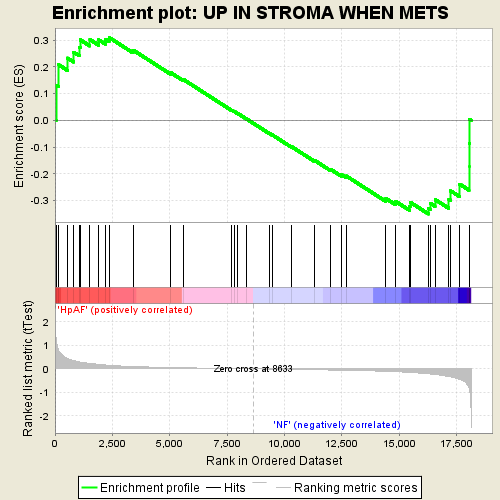 Enrichment plot: UP IN STROMA WHEN METS
Enrichment score (ES)
0.3
0.2
0.1
0.0
-0.1
-0.2
-0.3
'HpAF' (positively correlated)
Ranked list metric (tTest)
2
1
0
-1
-2
Zero cross at 8633
'NF' (negatively correlated)
0 2,500 5,000 7,500 10,000 12,500 15,000 17,500
Rank in Ordered Dataset
Enrichment profile Hits Ranking metric scores